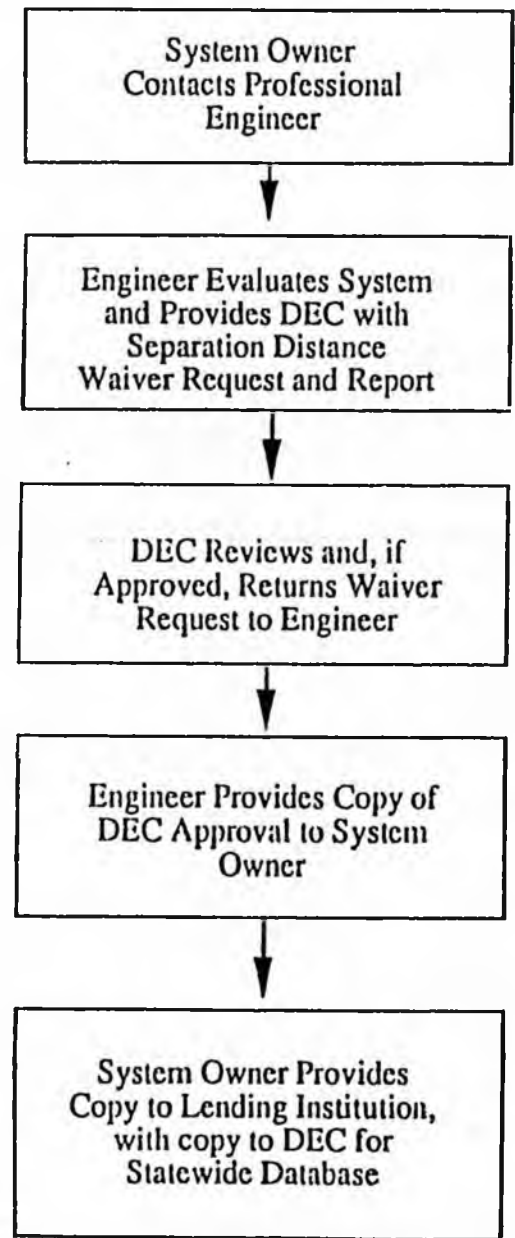 System Owner
Contacts Professional
Engineer
Engineer Evaluates System
and Provides DEC with
Separation Distance
Waiver Request and Report
DEC Reviews and, if
Approved, Returns Waiver
Request to Engineer
Engineer Provides Copy of
DEC Approval to System
Owner
System Owner Provides
Copy to Lending Institution,
with copy to DEC for
Statewide Database